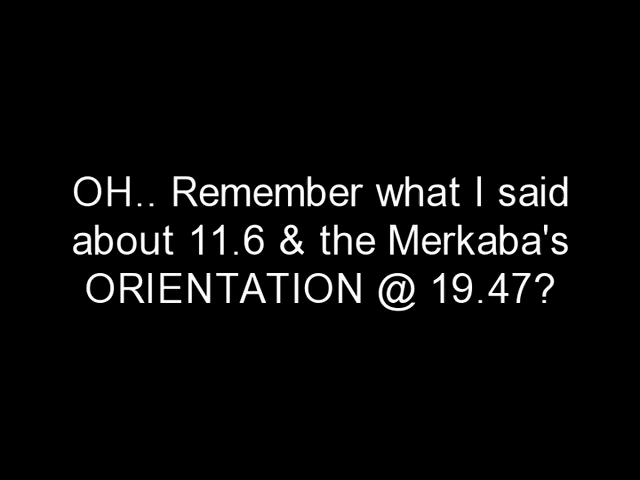 OH.. Remember what I said
about 11.6 & the Merkaba's
ORIENTATION @ 19.47?